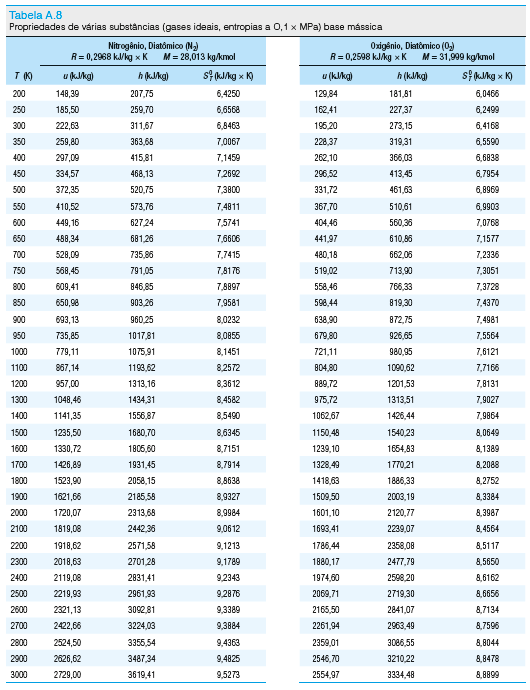 Tabela A.8
Propriedades de várias substâncias (gases ideais, entropias a O,1 × MPa) base mássica
Nitrogênio, Diatômico (N₂) Oxigênio, Diatômico (O₂)
R = 0,2968 kJ/kg × K M = 28,013 kg/kmol R = 0,2598 kJ/kg × K M = 31,999 kg/kmol
T (K) u (kJ/kg) h (kJ/kg) S⁰T (kJ/kg × K) u (kJ/kg) h (kJ/kg) S⁰T (kJ/kg × K)
200 148,39 207,75 6,4250 129,84 181,81 6,0466
250 185,50 259,70 6,6568 162,41 227,37 6,2499
300 222,63 311,67 6,8463 195,20 273,15 6,4168
350 259,80 363,68 7,0067 228,37 319,31 6,5590
400 297,09 415,81 7,1459 262,10 366,03 6,6838
450 334,57 468,13 7,2692 296,52 413,45 6,7954
500 372,35 520,75 7,3800 331,72 461,63 6,8969
550 410,52 573,76 7,4811 367,70 510,61 6,9903
600 449,16 627,24 7,5741 404,46 560,36 7,0768
650 488,34 681,26 7,6606 441,97 610,86 7,1577
700 528,09 735,86 7,7415 480,18 662,06 7,2336
750 568,45 791,05 7,8176 519,02 713,90 7,3051
800 609,41 846,85 7,8897 558,46 766,33 7,3728
850 650,98 903,26 7,9581 598,44 819,30 7,4370
900 693,13 960,25 8,0232 638,90 872,75 7,4981
950 735,85 1017,81 8,0855 679,80 926,65 7,5564
1000 779,11 1075,91 8,1451 721,11 980,95 7,6121
1100 867,14 1193,62 8,2572 804,80 1090,62 7,7166
1200 957,00 1313,16 8,3612 889,72 1201,53 7,8131
1300 1048,46 1434,31 8,4582 975,72 1313,51 7,9027
1400 1141,35 1556,87 8,5490 1062,67 1426,44 7,9864
1500 1235,50 1680,70 8,6345 1150,48 1540,23 8,0649
1600 1330,72 1805,60 8,7151 1239,10 1654,83 8,1389
1700 1426,89 1931,45 8,7914 1328,49 1770,21 8,2088
1800 1523,90 2058,15 8,8638 1418,63 1886,33 8,2752
1900 1621,66 2185,58 8,9327 1509,50 2003,19 8,3384
2000 1720,07 2313,68 8,9984 1601,10 2120,77 8,3987
2100 1819,08 2442,36 9,0612 1693,41 2239,07 8,4564
2200 1918,62 2571,58 9,1213 1786,44 2358,08 8,5117
2300 2018,63 2701,28 9,1789 1880,17 2477,79 8,5650
2400 2119,08 2831,41 9,2343 1974,60 2598,20 8,6162
2500 2219,93 2961,93 9,2876 2069,71 2719,30 8,6656
2600 2321,13 3092,81 9,3389 2165,50 2841,07 8,7134
2700 2422,66 3224,03 9,3884 2261,94 2963,49 8,7596
2800 2524,50 3355,54 9,4363 2359,01 3086,55 8,8044
2900 2626,62 3487,34 9,4825 2546,70 3210,22 8,8478
3000 2729,00 3619,41 9,5273 2554,97 3334,48 8,8899